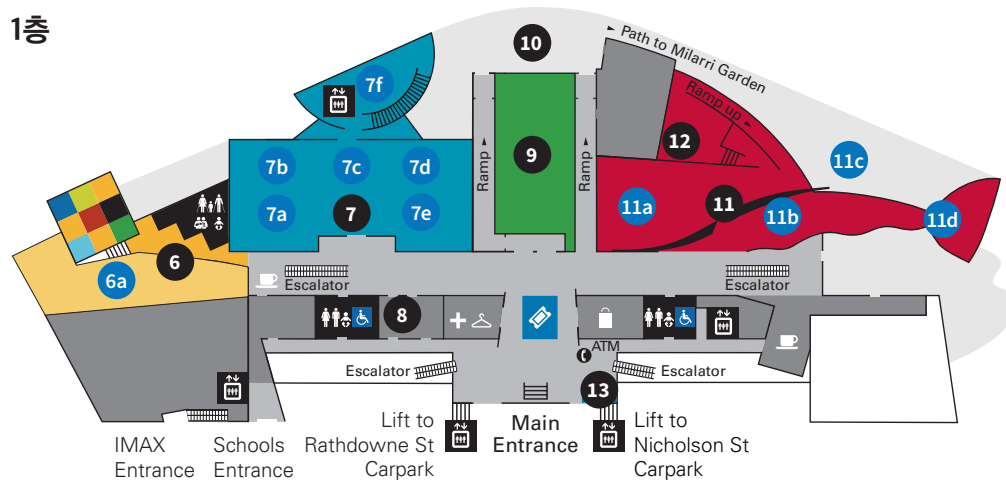 1층
10
Path to Milarri Garden
7f
Ramp up
12
7b
7c
7d
Ramp
9
Ramp
11c
7a
7
7e
11a
11
11b
11d
6
6a
Escalator
Escalator
8
ATM
Escalator
Escalator
13
IMAX
Entrance
Schools
Entrance
Lift to
Rathdowne St
Carpark
Main
Entrance
Lift to
Nicholson St
Carpark